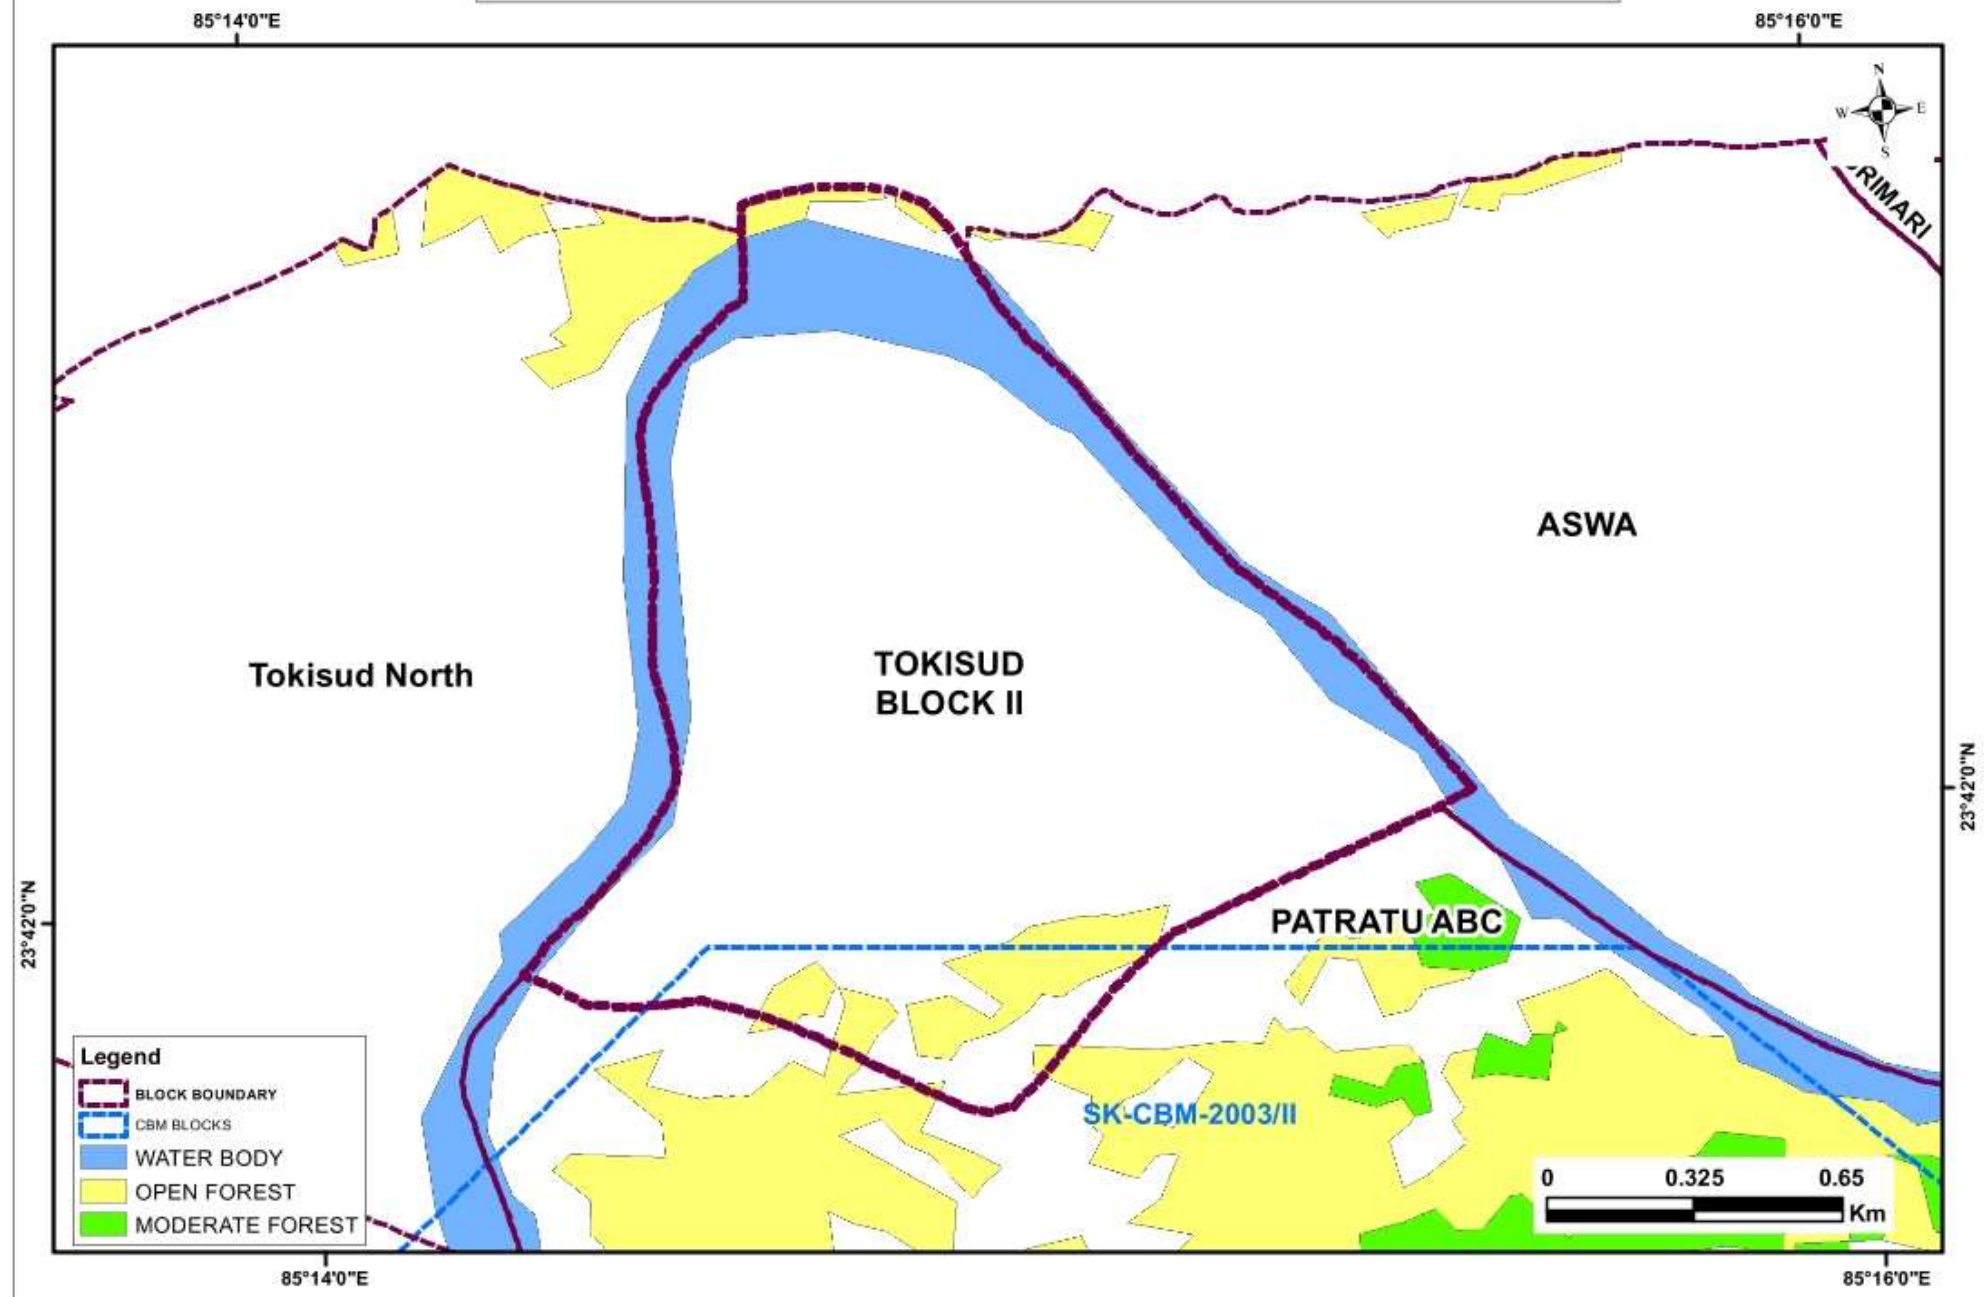 85°14'0"E
85°16'0"E
N
W
E
S
RIMARI
ASWA
Tokisud North
TOKISUD
BLOCK II
23°42'0"N
23°42'0"N
PATRATU ABC
SK-CBM-2003/II
Legend
BLOCK BOUNDARY
CBM BLOCKS
WATER BODY
OPEN FOREST
MODERATE FOREST
0 0.325 0.65
Km
85°14'0"E
85°16'0"E